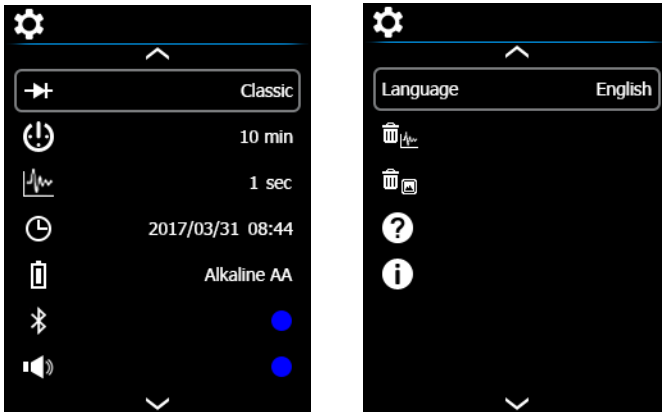 Classic
10 min
1 sec
2017/03/31 08:44
Alkaline AA
Language English